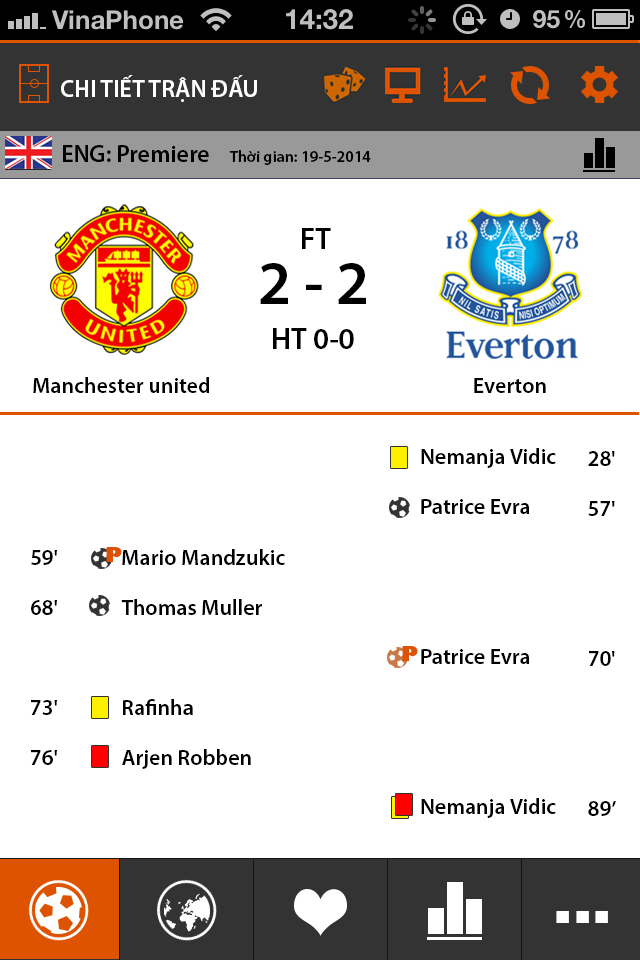 VinaPhone 14:32 95 %
CHI TIẾT TRẬN ĐẤU
ENG: Premiere Thời gian: 19-5-2014
MANCHESTER
UNITED
FT
2 - 2
HT 0-0
18 78
NIL SATIS NISI OPTIMUM
Everton
Manchester united Everton
Nemanja Vidic 28'
Patrice Evra 57'
59' P Mario Mandzukic
68' Thomas Muller
P Patrice Evra 70'
73' Rafinha
76' Arjen Robben
Nemanja Vidic 89’